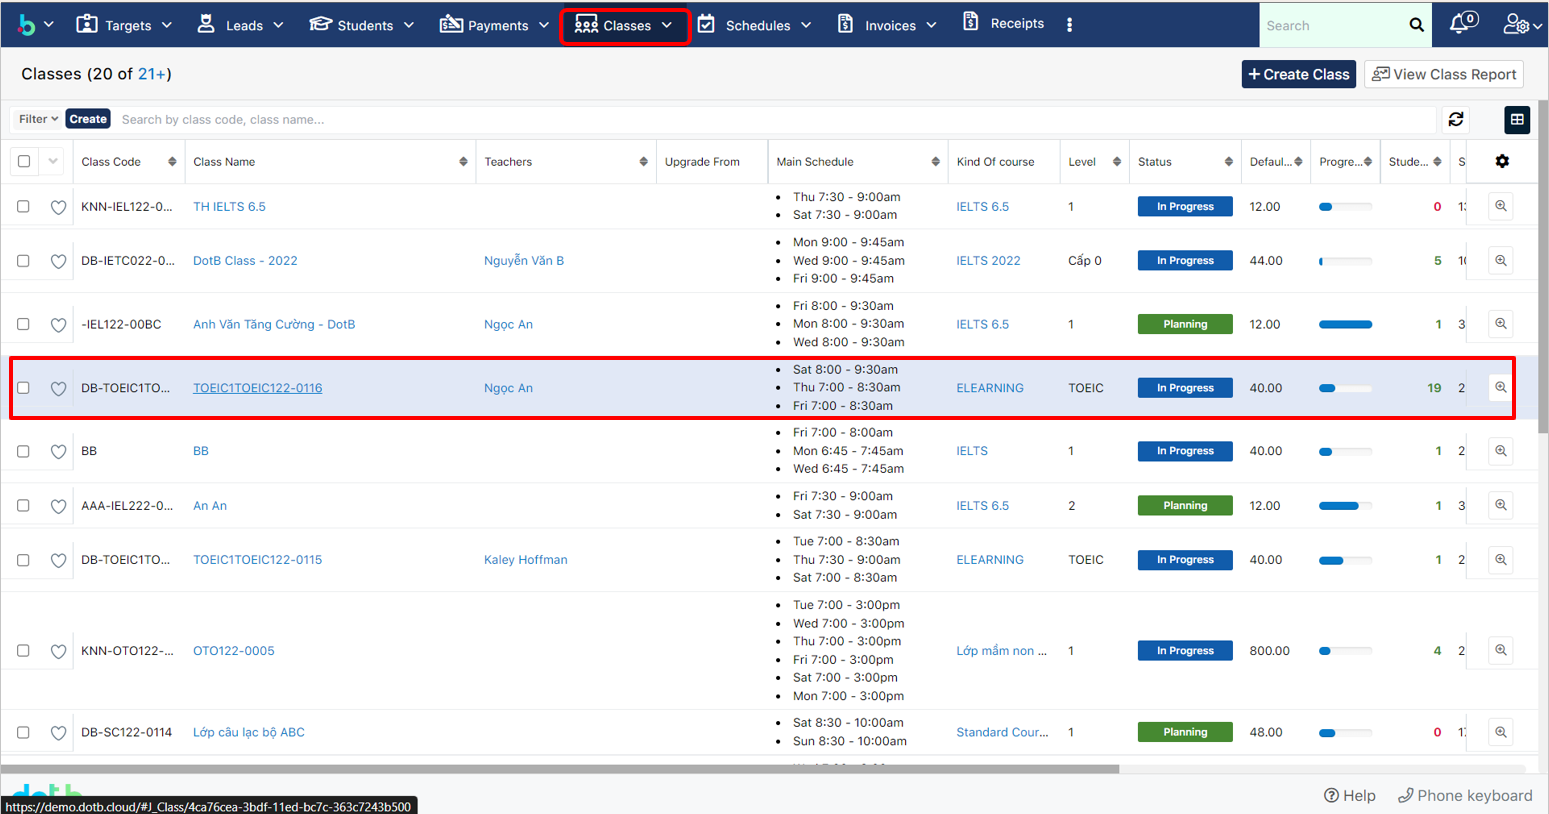 Targets Leads Students Payments Classes Schedules Invoices Receipts Search 0
Classes (20 of 21+) + Create Class View Class Report
Filter Create Search by class code, class name...
Class Code Class Name Teachers Upgrade From Main Schedule Kind Of course Level Status Defaul... Progre... Stude... S
KNN-IEL122-0... TH IELTS 6.5 IELTS 6.5 1 In Progress 12.00 0
Thu 7:30 - 9:00am
Sat 7:30 - 9:00am
DB-IETC022-0... DotB Class - 2022 Nguyễn Văn B IELTS 2022 Cấp 0 In Progress 44.00 5
Mon 9:00 - 9:45am
Wed 9:00 - 9:45am
Fri 9:00 - 9:45am
-IEL122-00BC Anh Văn Tăng Cường - DotB Ngọc An IELTS 6.5 1 Planning 12.00 1 3
Fri 8:00 - 9:30am
Mon 8:00 - 9:30am
Wed 8:00 - 9:30am
DB-TOEIC1TO... TOEIC1TOEIC122-0116 Ngọc An ELEARNING TOEIC In Progress 40.00 19 2
Sat 8:00 - 9:30am
Thu 7:00 - 8:30am
Fri 7:00 - 8:30am
BB BB IELTS 1 In Progress 40.00 1 2
Fri 7:00 - 8:00am
Mon 6:45 - 7:45am
Wed 6:45 - 7:45am
AAA-IEL222-0... An An IELTS 6.5 2 Planning 12.00 1 3
Fri 7:30 - 9:00am
Sat 7:30 - 9:00am
DB-TOEIC1TO... TOEIC1TOEIC122-0115 Kaley Hoffman ELEARNING TOEIC In Progress 40.00 1 2
Tue 7:00 - 8:30am
Thu 7:30 - 9:00am
Sat 7:00 - 8:30am
KNN-OTO122-... OTO122-0005 Lớp mầm non ... 1 In Progress 800.00 4 2
Tue 7:00 - 3:00pm
Wed 7:00 - 3:00pm
Thu 7:00 - 3:00pm
Fri 7:00 - 3:00pm
Sat 7:00 - 3:00pm
Mon 7:00 - 3:00pm
DB-SC122-0114 Lớp câu lạc bộ ABC Standard Cour... 1 Planning 48.00 0
Sat 8:30 - 10:00am
Sun 8:30 - 10:00am
Help Phone keyboard
https://demo.dotb.cloud/#J_Class/4ca76cea-3bdf-11ed-bc7c-363c7243b500